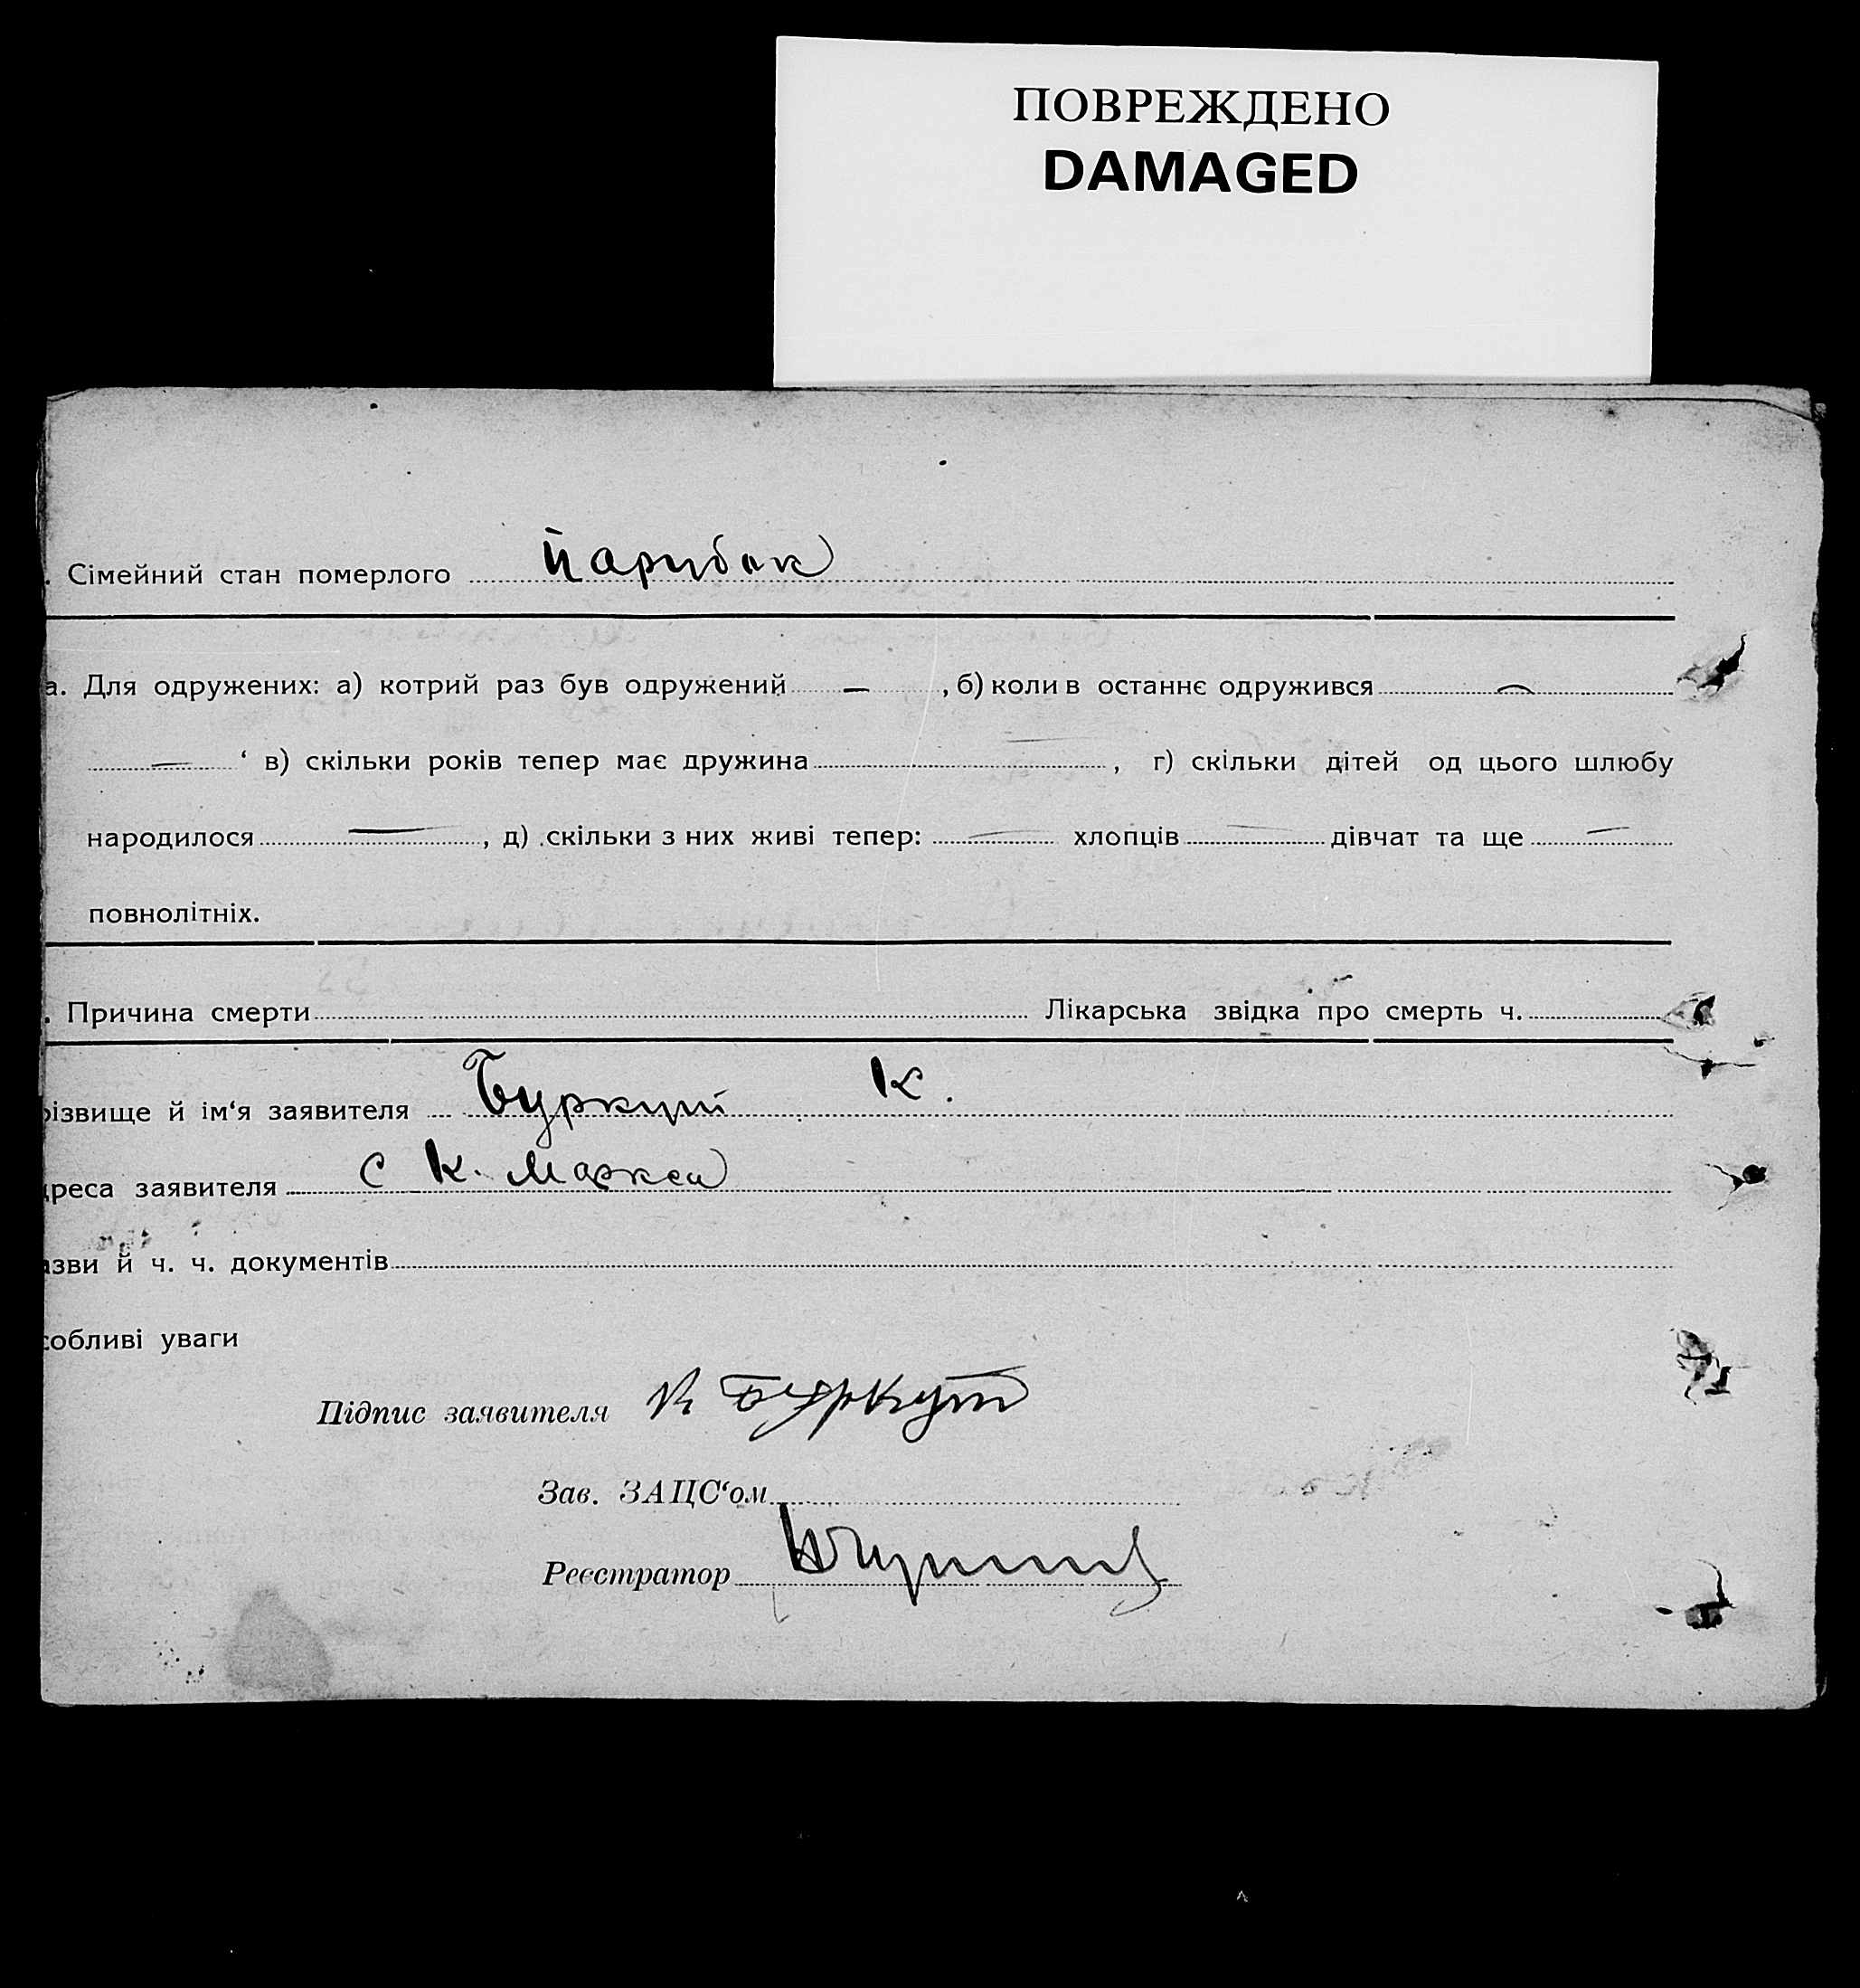 ПОВРЕЖДЕНО
DAMAGED
. Сімейний стан померлого парубок
а. Для одружених: а) котрий раз був одружений —, б) коли в останнє одружився —
— ‘ в) скільки років тепер має дружина —, г) скільки дітей од цього шлюбу
народилося —, д) скільки з них живі тепер: — хлопців — дівчат та ще —
повнолітніх.
. Причина смерти Лікарська звідка про смерть ч.
різвище й ім‘я заявителя Буркут К.
дреса заявителя с К. Маркса
азви й ч. ч. документів
собливі уваги
Підпис заявителя К Буркут
Зав. ЗАЦС‘ом
Реєстратор